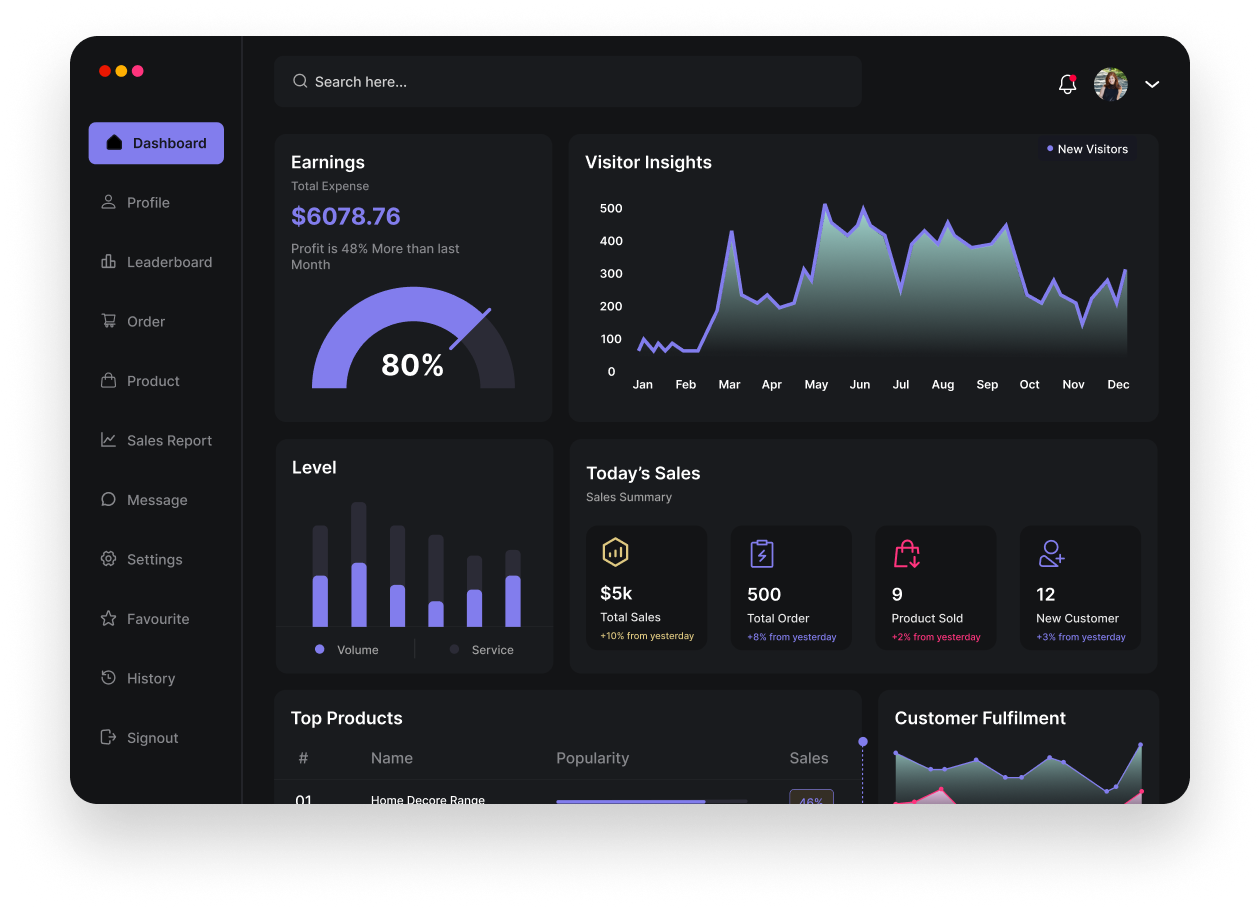 Search here...
Dashboard
Profile
Leaderboard
Order
Product
Sales Report
Message
Settings
Favourite
History
Signout
Earnings
Total Expense
$6078.76
Profit is 48% More than last
Month
80%
Visitor Insights
New Visitors
500
400
300
200
100
0
Jan Feb Mar Apr May Jun Jul Aug Sep Oct Nov Dec
Level
Volume Service
Today’s Sales
Sales Summary
$5k
Total Sales
+10% from yesterday
500
Total Order
+8% from yesterday
9
Product Sold
+2% from yesterday
12
New Customer
+3% from yesterday
Top Products
# Name Popularity Sales
01 Home Decore Range 46%
Customer Fulfilment